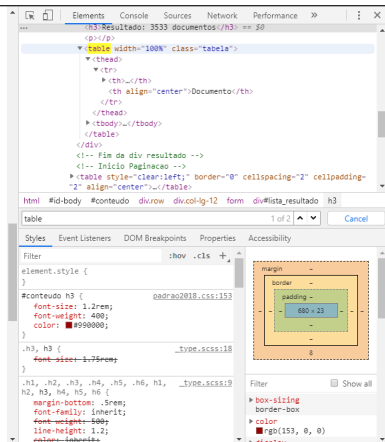 Elements Console Sources Network Performance » ⋮ ×
... <h3>Resultado: 3533 documentos</h3> == $0
<p></p>
▼<table width="100%" class="tabela">
▼<thead>
▼<tr>
▶<th>…</th>
<th align="center">Documento</th>
</tr>
</thead>
▶<tbody>…</tbody>
</table>
</div>
<!-- Fim da div resultado -->
<!-- Inicio Paginacao -->
▶<table style="clear:left;" border="0" cellspacing="2" cellpadding=
"2" align="center">…</table>
html #id-body #conteudo div.row div.col-lg-12 form div#lista_resultado h3
table 1 of 2 Cancel
Styles Event Listeners DOM Breakpoints Properties Accessibility
Filter :hov .cls +
element.style {
}
#conteudo h3 { padrao2018.css:153
font-size: 1.2rem;
font-weight: 400;
color: #990000;
}
.h3, h3 { _type.scss:18
font-size: 1.75rem;
}
.h1, .h2, .h3, .h4, .h5, .h6, h1, _type.scss:9
h2, h3, h4, h5, h6 {
margin-bottom: .5rem;
font-family: inherit;
font-weight: 500;
line-height: 1.2;
color: inherit;
margin -
border -
padding -
- - - 680 × 23 - - -
-
-
8
Filter Show all
▶ box-sizing
border-box
▶ color
rgb(153, 0, 0)
▶ display